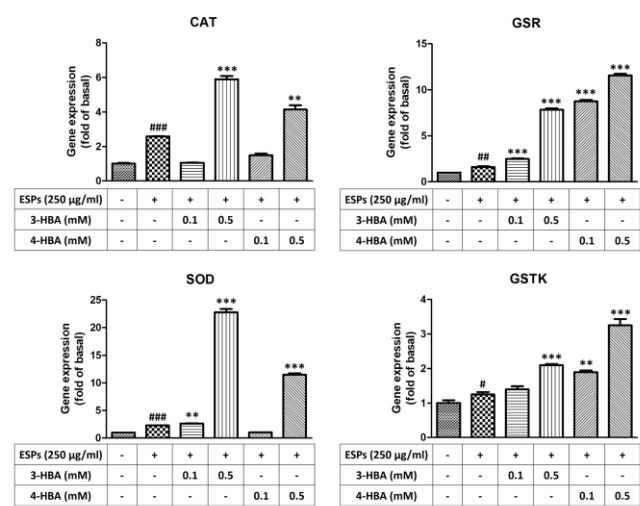 CAT
Gene expression
(fold of basal)
8
6
4
2
0
###
***
**
ESPs (250 µg/ml) - + + + + +
3-HBA (mM) - - 0.1 0.5 - -
4-HBA (mM) - - - - 0.1 0.5
GSR
Gene expression
(fold of basal)
15
10
5
0
##
***
***
***
***
ESPs (250 µg/ml) - + + + + +
3-HBA (mM) - - 0.1 0.5 - -
4-HBA (mM) - - - - 0.1 0.5
SOD
Gene expression
(fold of basal)
25
20
15
10
5
0
###
**
***
***
ESPs (250 µg/ml) - + + + + +
3-HBA (mM) - - 0.1 0.5 - -
4-HBA (mM) - - - - 0.1 0.5
GSTK
Gene expression
(fold of basal)
4
3
2
1
0
#
***
**
***
ESPs (250 µg/ml) - + + + + +
3-HBA (mM) - - 0.1 0.5 - -
4-HBA (mM) - - - - 0.1 0.5